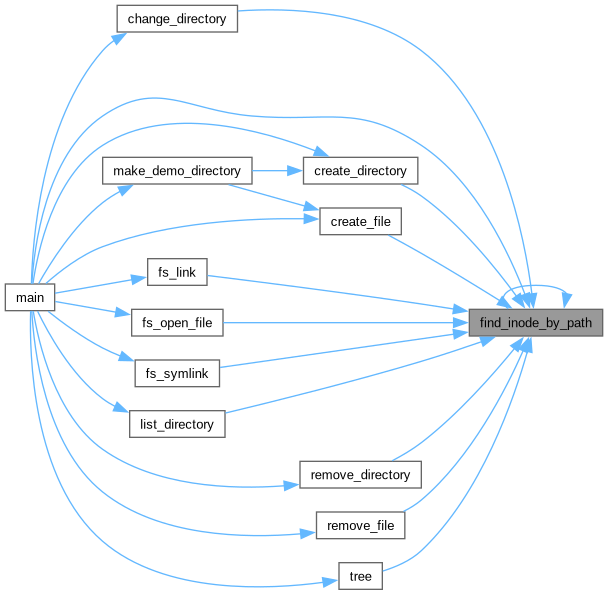 change_directory
make_demo_directory
create_directory
create_file
fs_link
main
fs_open_file
find_inode_by_path
fs_symlink
list_directory
remove_directory
remove_file
tree